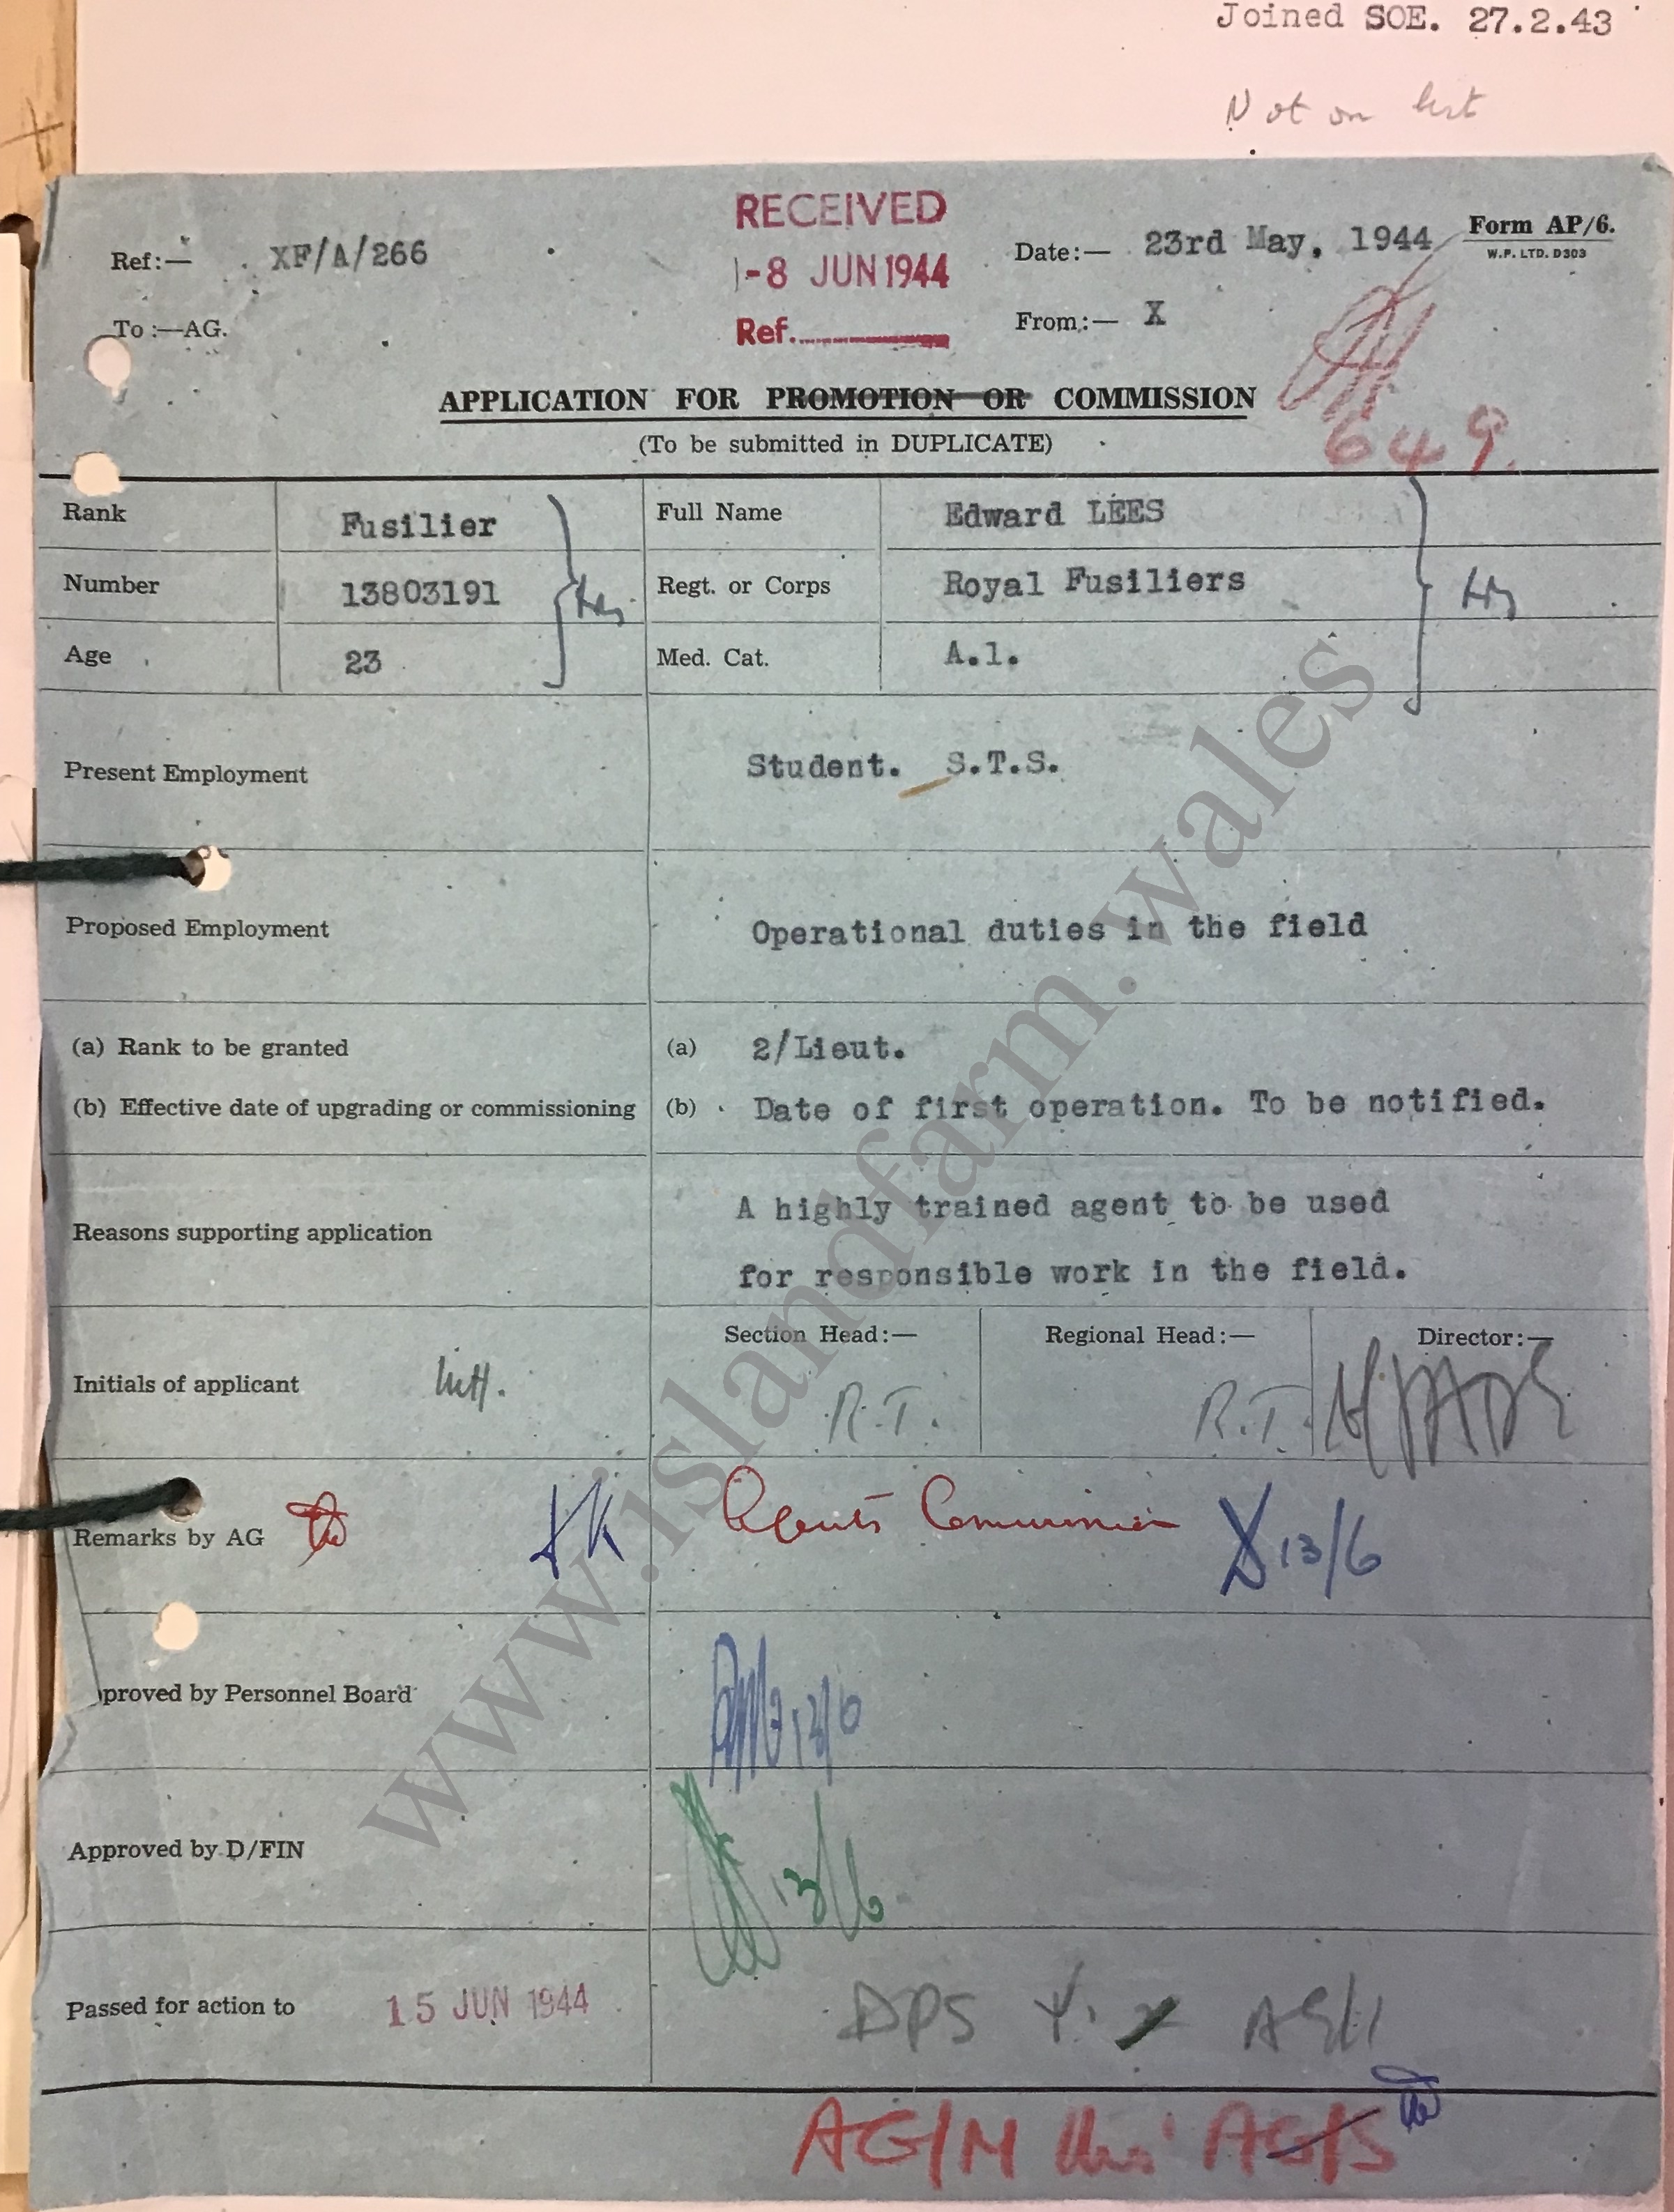 Joined SOE. 27.2.43
Not on list
RECEIVED
-8 JUN 1944
Ref.
Ref:— XF/A/266
Date:— 23rd May, 1944
Form AP/6.
W.P. LTD. D303
To:—AG.
From:— X
APPLICATION FOR PROMOTION OR COMMISSION
649.
(To be submitted in DUPLICATE)
Rank Fusilier Full Name Edward LEES
Number 13803191 Regt. or Corps Royal Fusiliers
Age 23 Med. Cat. A.1.
Present Employment Student. S.T.S.
Proposed Employment Operational duties in the field
(a) Rank to be granted (a) 2/Lieut.
(b) Effective date of upgrading or commissioning (b) Date of first operation. To be notified.
Reasons supporting application A highly trained agent to be used
for responsible work in the field.
Section Head:— Regional Head:— Director:—
Initials of applicant R.T. R.T.
Remarks by AG Agents Commission 13/6
proved by Personnel Board
Approved by D/FIN 13/6
Passed for action to 15 JUN 1944 DPS
AG/M thro' AG/S
www.islandfarm.wales